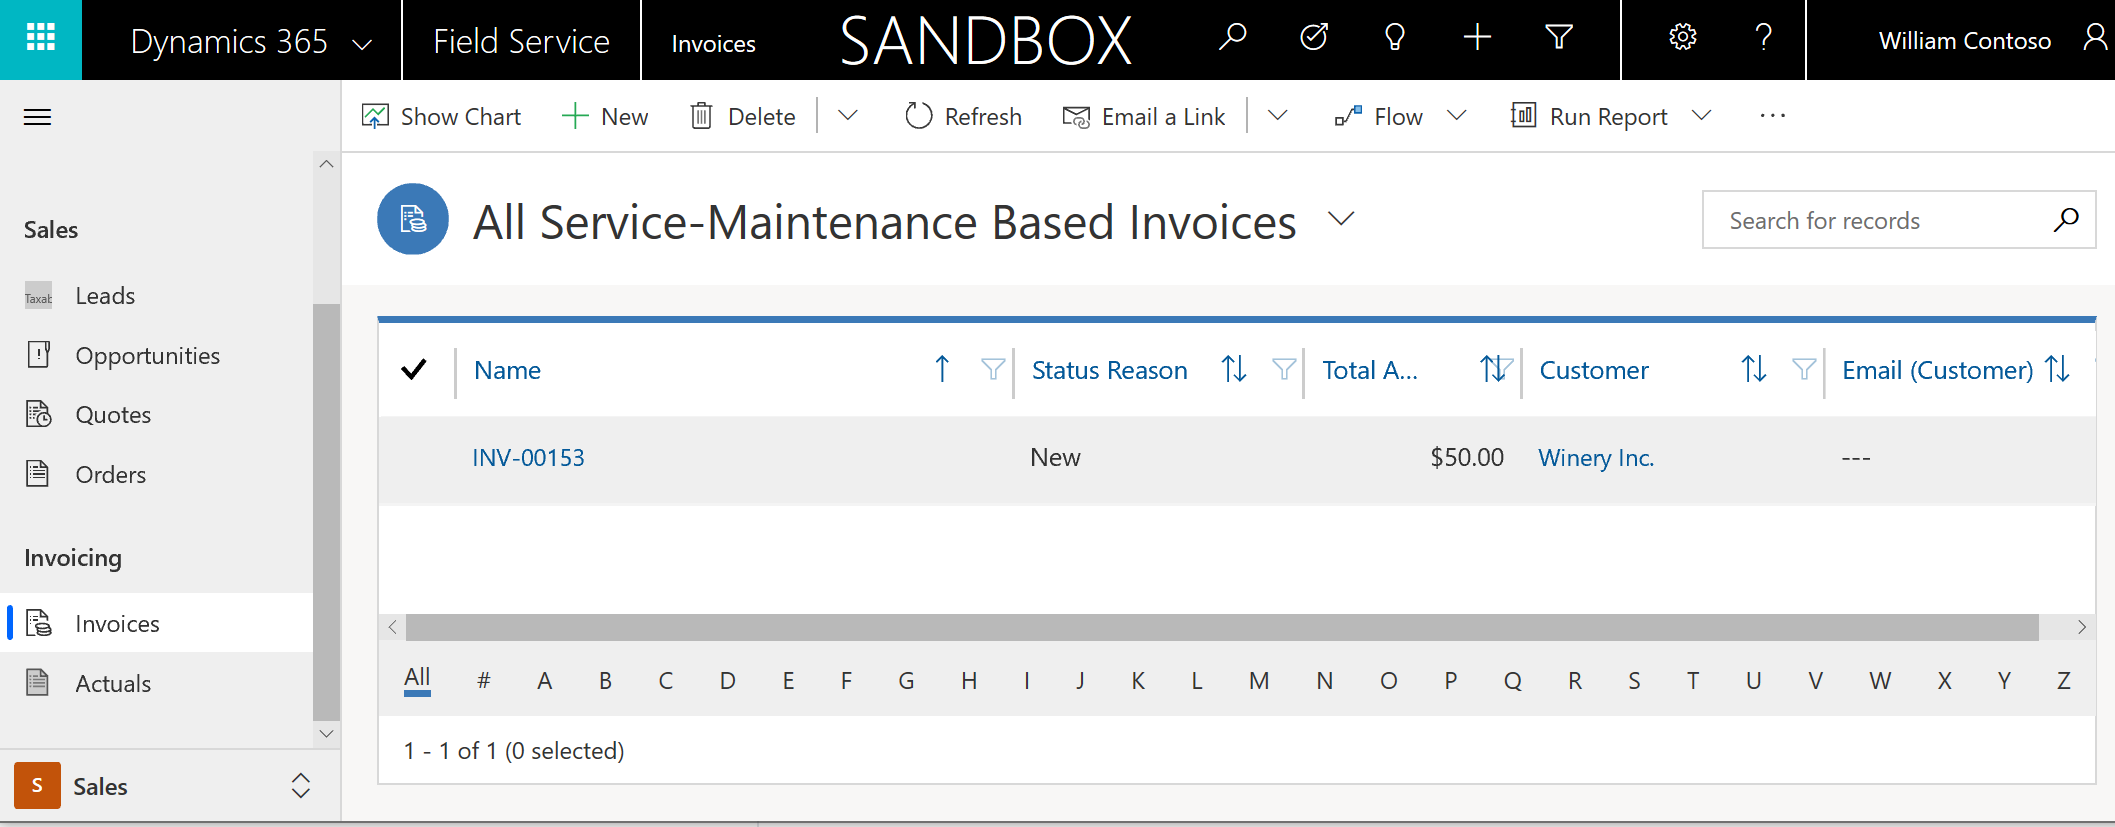 Dynamics 365
Field Service
Invoices
SANDBOX
William Contoso
Show Chart
New
Delete
Refresh
Email a Link
Flow
Run Report
Sales
Taxab
Leads
Opportunities
Quotes
Orders
Invoicing
Invoices
Actuals
S
Sales
All Service-Maintenance Based Invoices
Search for records
Name Status Reason Total A... Customer Email (Customer)
INV-00153 New $50.00 Winery Inc. ---
All # A B C D E F G H I J K L M N O P Q R S T U V W X Y Z
1 - 1 of 1 (0 selected)